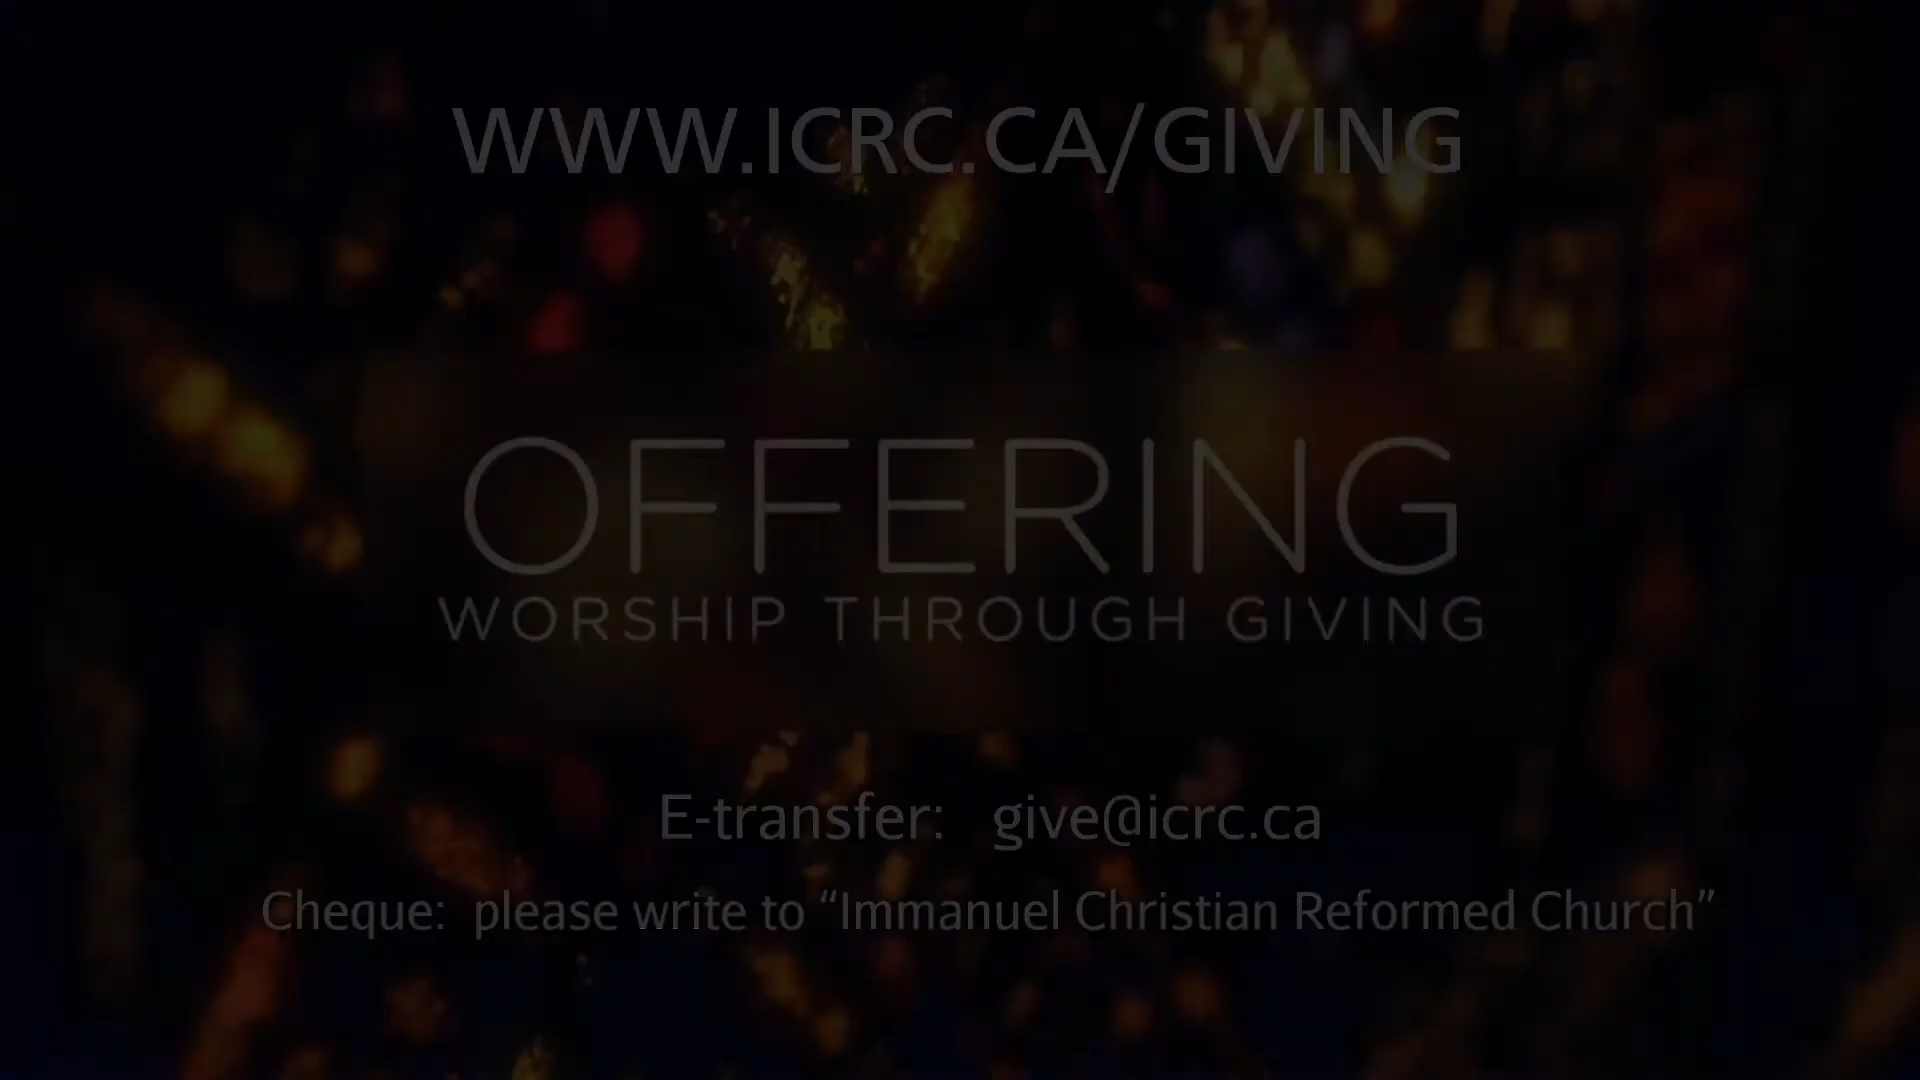 WWW.ICRC.CA/GIVING
OFFERING
WORSHIP THROUGH GIVING
E-transfer: give@icrc.ca
Cheque: please write to “Immanuel Christian Reformed Church”